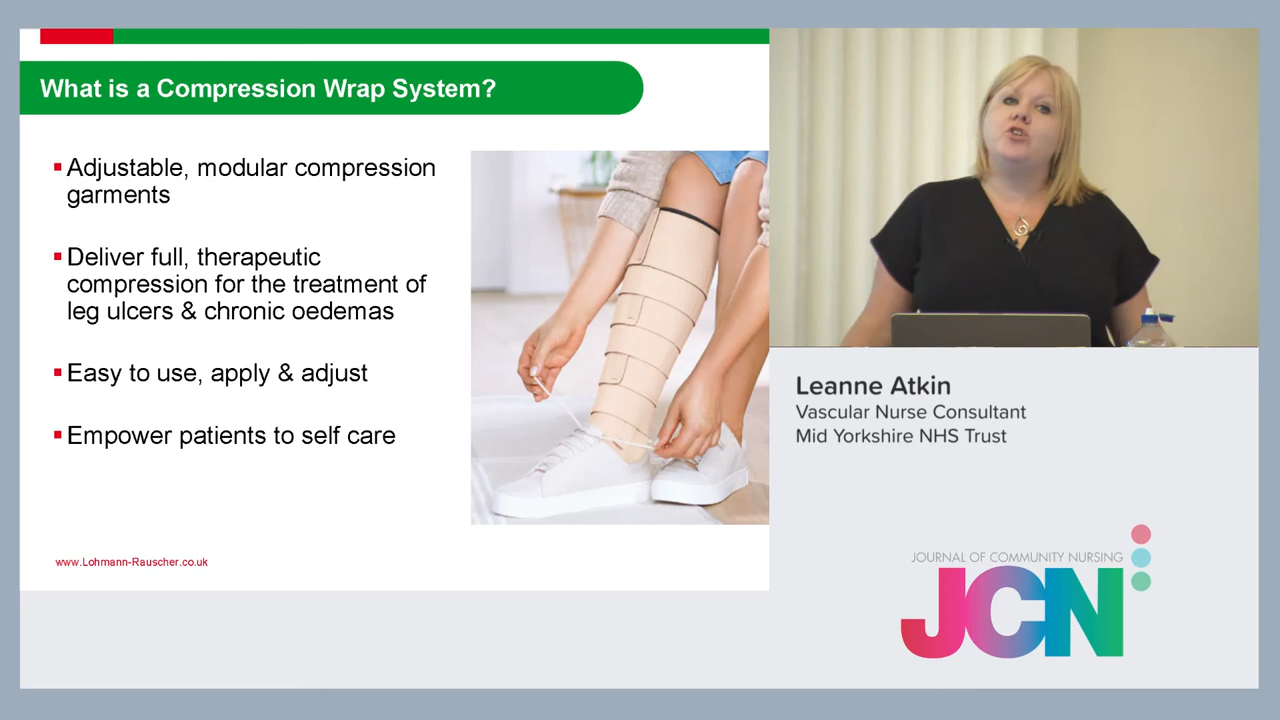 What is a Compression Wrap System?
Adjustable, modular compression
garments
Deliver full, therapeutic
compression for the treatment of
leg ulcers & chronic oedemas
Easy to use, apply & adjust
Empower patients to self care
www.Lohmann-Rauscher.co.uk
Leanne Atkin
Vascular Nurse Consultant
Mid Yorkshire NHS Trust
JOURNAL OF COMMUNITY NURSING
JCN